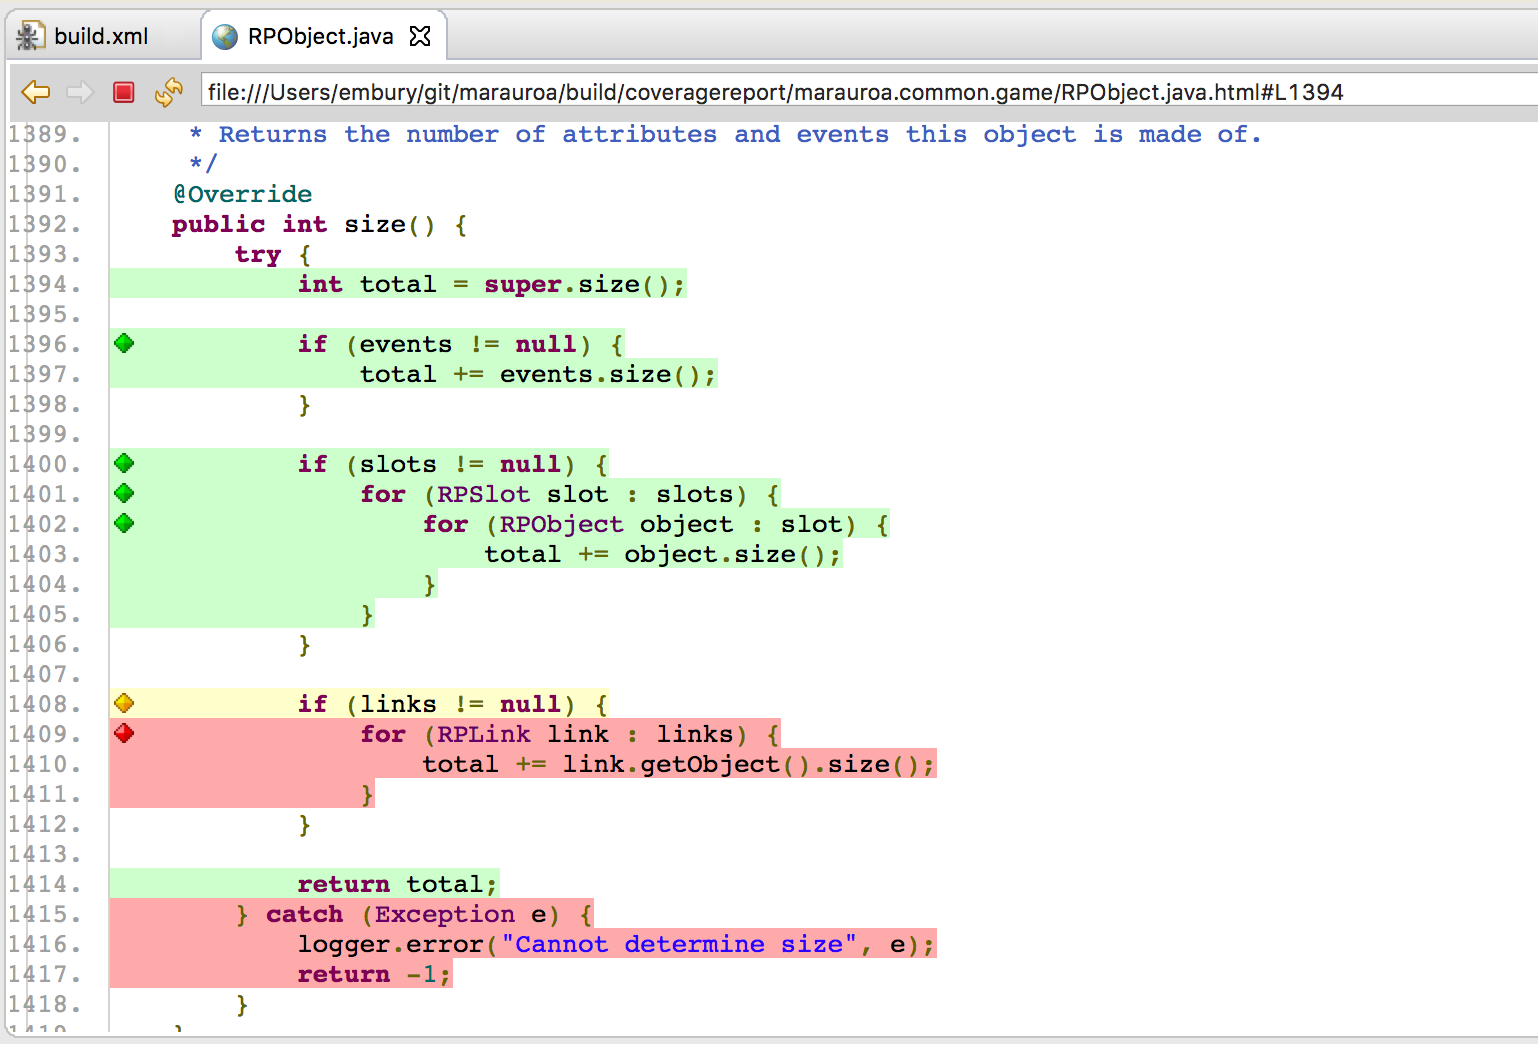 build.xml
RPObject.java
file:///Users/embury/git/marauroa/build/coveragereport/marauroa.common.game/RPObject.java.html#L1394
1389. * Returns the number of attributes and events this object is made of.
1390. */
1391. @Override
1392. public int size() {
1393. try {
1394. int total = super.size();
1395.
1396. if (events != null) {
1397. total += events.size();
1398. }
1399.
1400. if (slots != null) {
1401. for (RPSlot slot : slots) {
1402. for (RPObject object : slot) {
1403. total += object.size();
1404. }
1405. }
1406. }
1407.
1408. if (links != null) {
1409. for (RPLink link : links) {
1410. total += link.getObject().size();
1411. }
1412. }
1413.
1414. return total;
1415. } catch (Exception e) {
1416. logger.error("Cannot determine size", e);
1417. return -1;
1418. }